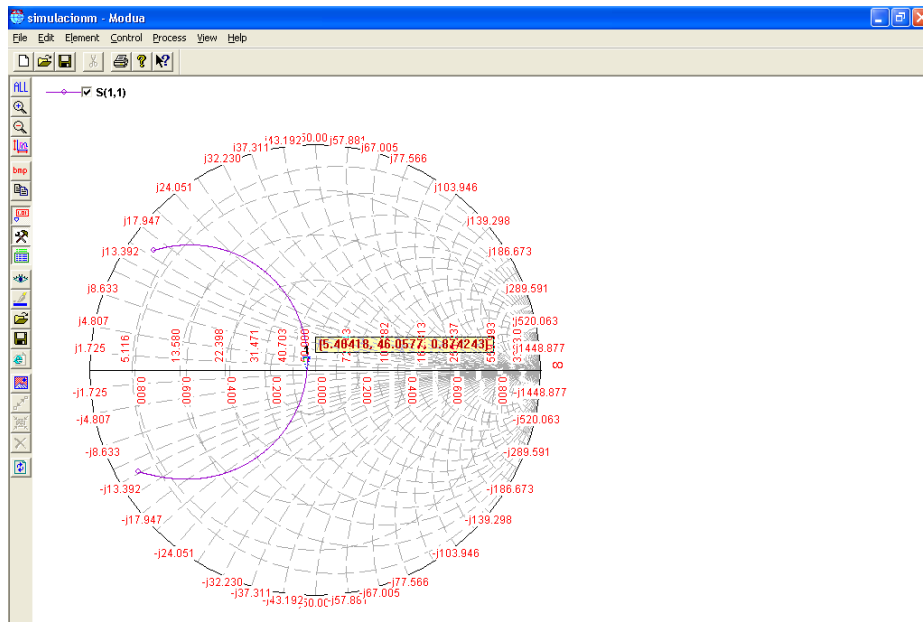 simulacionm - Modua
File Edit Element Control Process View Help
ALL
bmp
S(1,1)
j43.192
j57.881
j37.311
j67.005
j32.230
j77.566
j24.051
j103.946
j17.947
j139.298
j13.392
j186.673
j8.633
j289.591
j4.807
j520.063
j1.725
5.116
13.580
22.398
31.471
40.703
[5.48418, 46.0577, 0.874243]
j1448.877
∞
-j1.725
0.800
0.600
0.400
0.200
0.000
0.200
0.400
0.600
0.800
-j1448.877
-j4.807
-j520.063
-j8.633
-j289.591
-j13.392
-j186.673
-j17.947
-j139.298
-j24.051
-j103.946
-j32.230
-j77.566
-j37.311
-j67.005
-j43.192
-j57.881